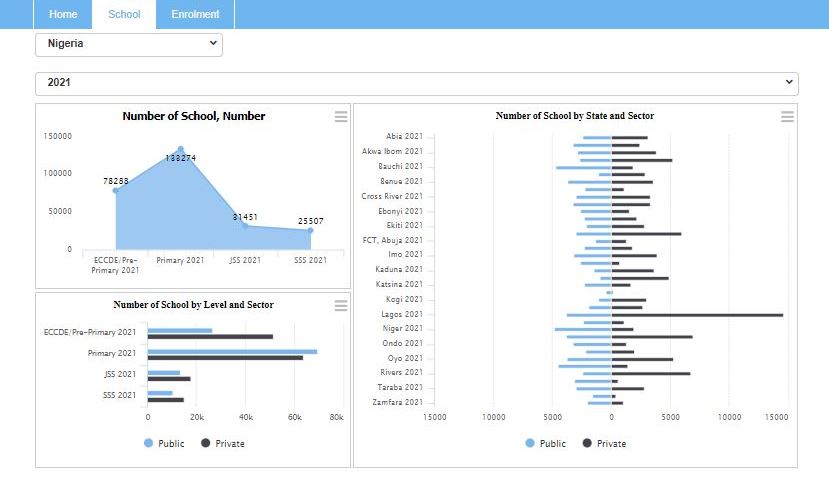 Home School Enrolment
Nigeria
2021
Number of School, Number
150000
100000
50000
0
78288
133274
31451
25507
ECCDE/Pre-Primary 2021
Primary 2021
JSS 2021
SSS 2021
Number of School by Level and Sector
ECCDE/Pre-Primary 2021
Primary 2021
JSS 2021
SSS 2021
0 20k 40k 60k 80k
Public Private
Number of School by State and Sector
Abia 2021
Akwa Ibom 2021
Bauchi 2021
Benue 2021
Cross River 2021
Ebonyi 2021
Ekiti 2021
FCT, Abuja 2021
Imo 2021
Kaduna 2021
Katsina 2021
Kogi 2021
Lagos 2021
Niger 2021
Ondo 2021
Oyo 2021
Rivers 2021
Taraba 2021
Zamfara 2021
15000 10000 5000 0 5000 10000 15000
Public Private